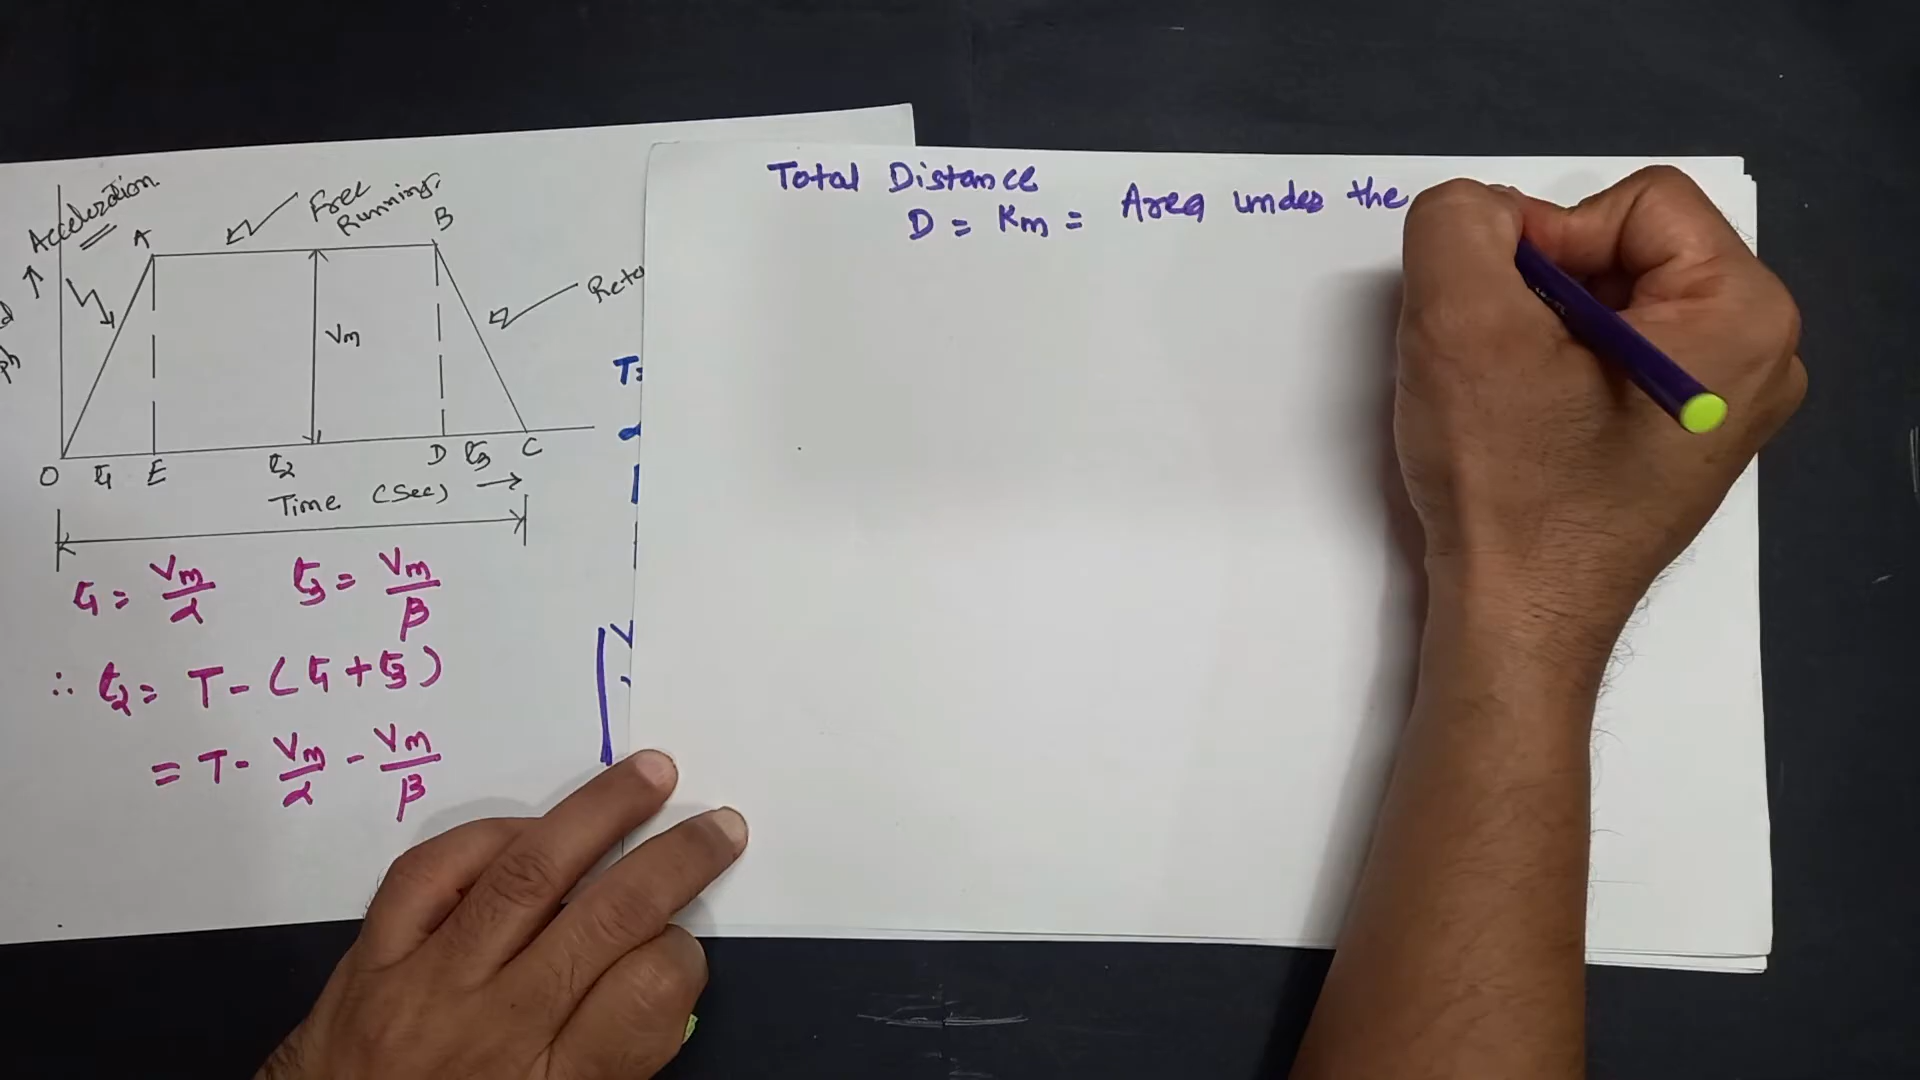 Acceleration
Free
Running.
A
B
Vm
O
t1
E
t2
D
t3
C
Time (Sec)
t1 = Vm/α t3 = Vm/β
∴ t2 = T - (t1 + t3)
= T - Vm/α - Vm/β
T=
Total Distance
D = Km = Area under the